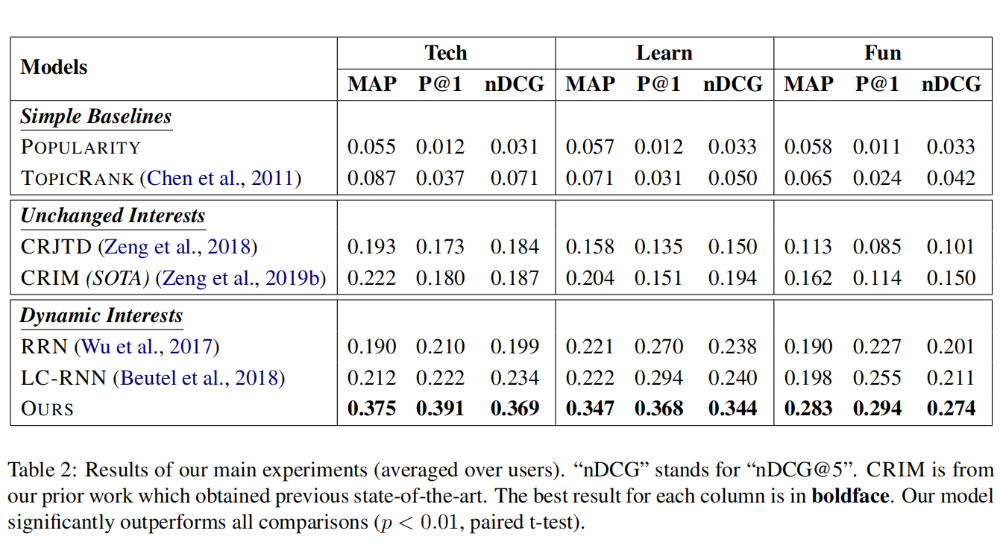 Models Tech Learn Fun
MAP P@1 nDCG MAP P@1 nDCG MAP P@1 nDCG
Simple Baselines
POPULARITY 0.055 0.012 0.031 0.057 0.012 0.033 0.058 0.011 0.033
TOPICRANK (Chen et al., 2011) 0.087 0.037 0.071 0.071 0.031 0.050 0.065 0.024 0.042
Unchanged Interests
CRJTD (Zeng et al., 2018) 0.193 0.173 0.184 0.158 0.135 0.150 0.113 0.085 0.101
CRIM (SOTA) (Zeng et al., 2019b) 0.222 0.180 0.187 0.204 0.151 0.194 0.162 0.114 0.150
Dynamic Interests
RRN (Wu et al., 2017) 0.190 0.210 0.199 0.221 0.270 0.238 0.190 0.227 0.201
LC-RNN (Beutel et al., 2018) 0.212 0.222 0.234 0.222 0.294 0.240 0.198 0.255 0.211
OURS 0.375 0.391 0.369 0.347 0.368 0.344 0.283 0.294 0.274
Table 2: Results of our main experiments (averaged over users). “nDCG” stands for “nDCG@5”. CRIM is from
our prior work which obtained previous state-of-the-art. The best result for each column is in boldface. Our model
significantly outperforms all comparisons (p < 0.01, paired t-test).